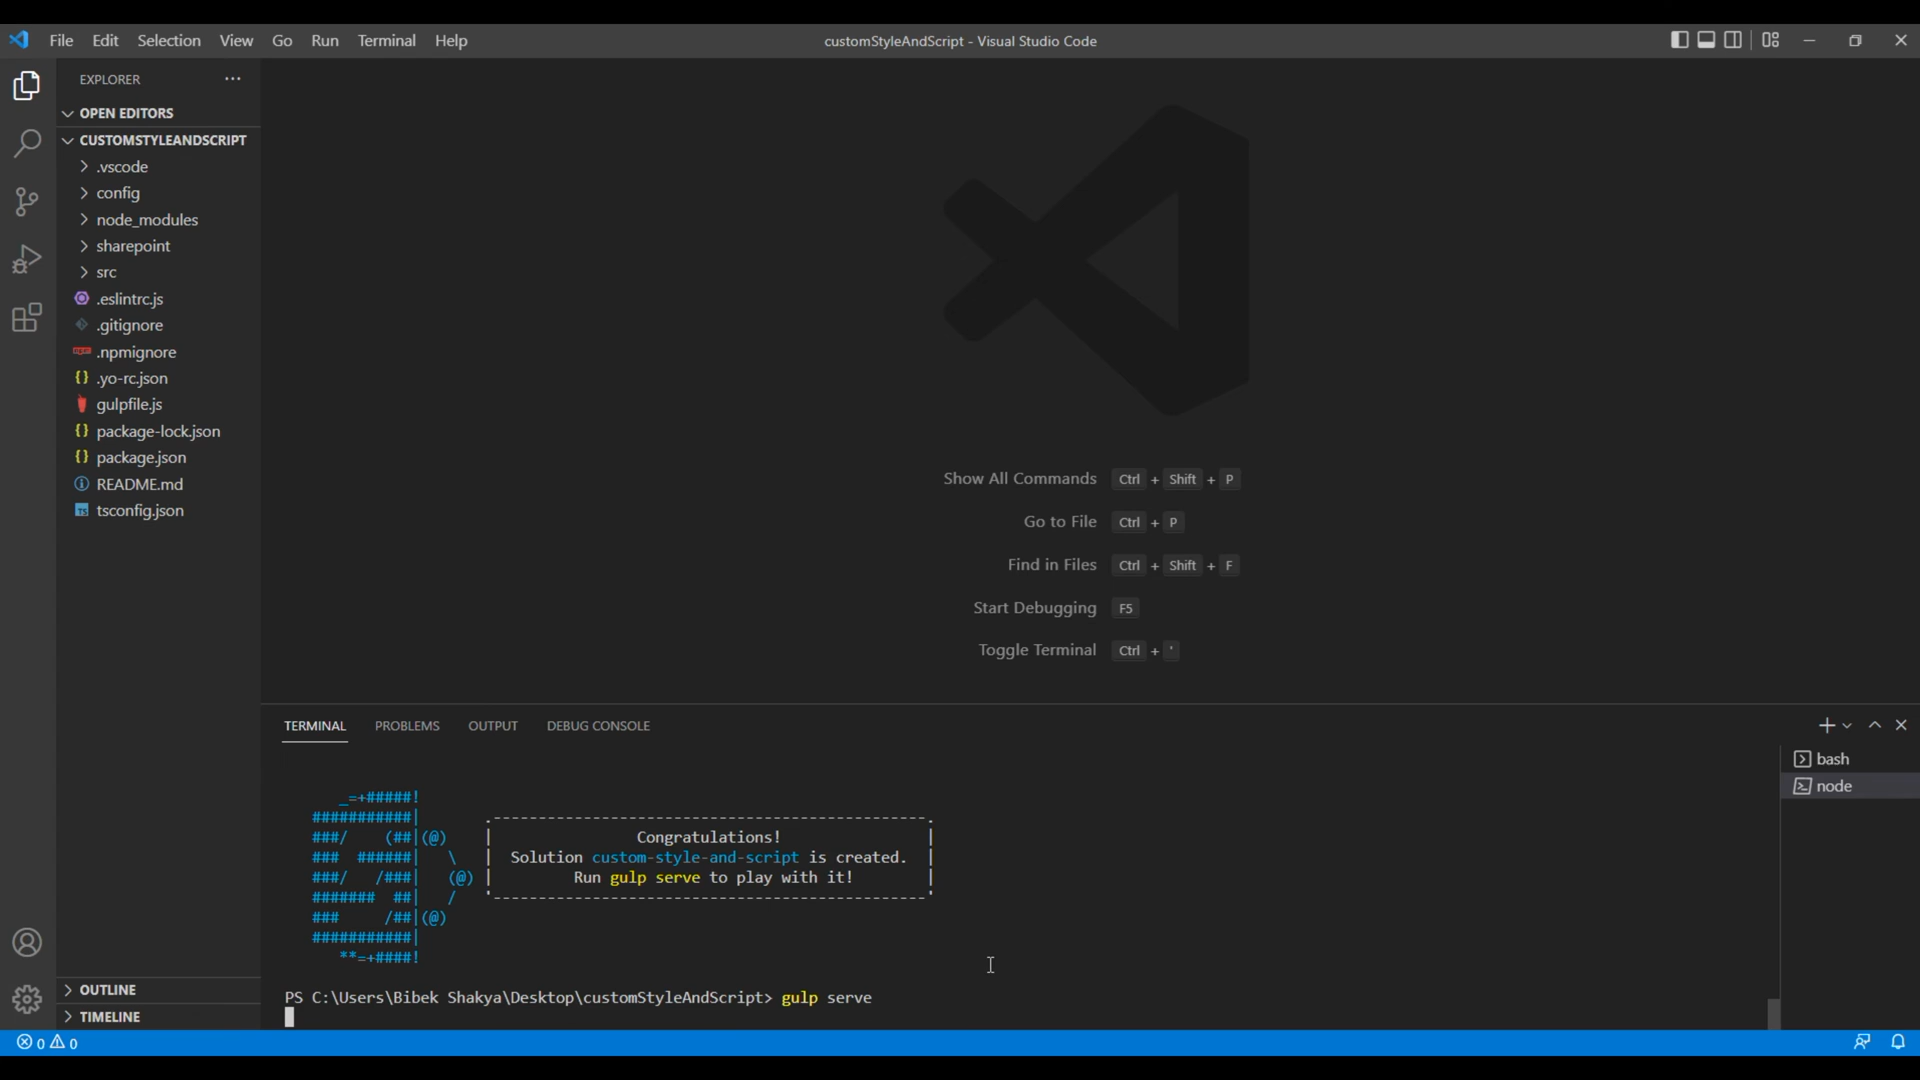 File Edit Selection View Go Run Terminal Help
customStyleAndScript - Visual Studio Code
EXPLORER
OPEN EDITORS
CUSTOMSTYLEANDSCRIPT
.vscode
config
node_modules
sharepoint
src
.eslintrc.js
.gitignore
.npmignore
.yo-rc.json
gulpfile.js
package-lock.json
package.json
README.md
tsconfig.json
OUTLINE
TIMELINE
Show All Commands Ctrl + Shift + P
Go to File Ctrl + P
Find in Files Ctrl + Shift + F
Start Debugging F5
Toggle Terminal Ctrl + '
TERMINAL PROBLEMS OUTPUT DEBUG CONSOLE
bash
node
_=+#####!
###########|
###/    (##|(@)
###  ######|   \
###/   /###|   (@)
#######  ##|   /
###     /##|(@)
###########|
**=+####!
.------------------------------------------------.
| Congratulations! |
| Solution custom-style-and-script is created. |
| Run gulp serve to play with it! |
'------------------------------------------------'
PS C:\Users\Bibek Shakya\Desktop\customStyleAndScript> gulp serve
0 0